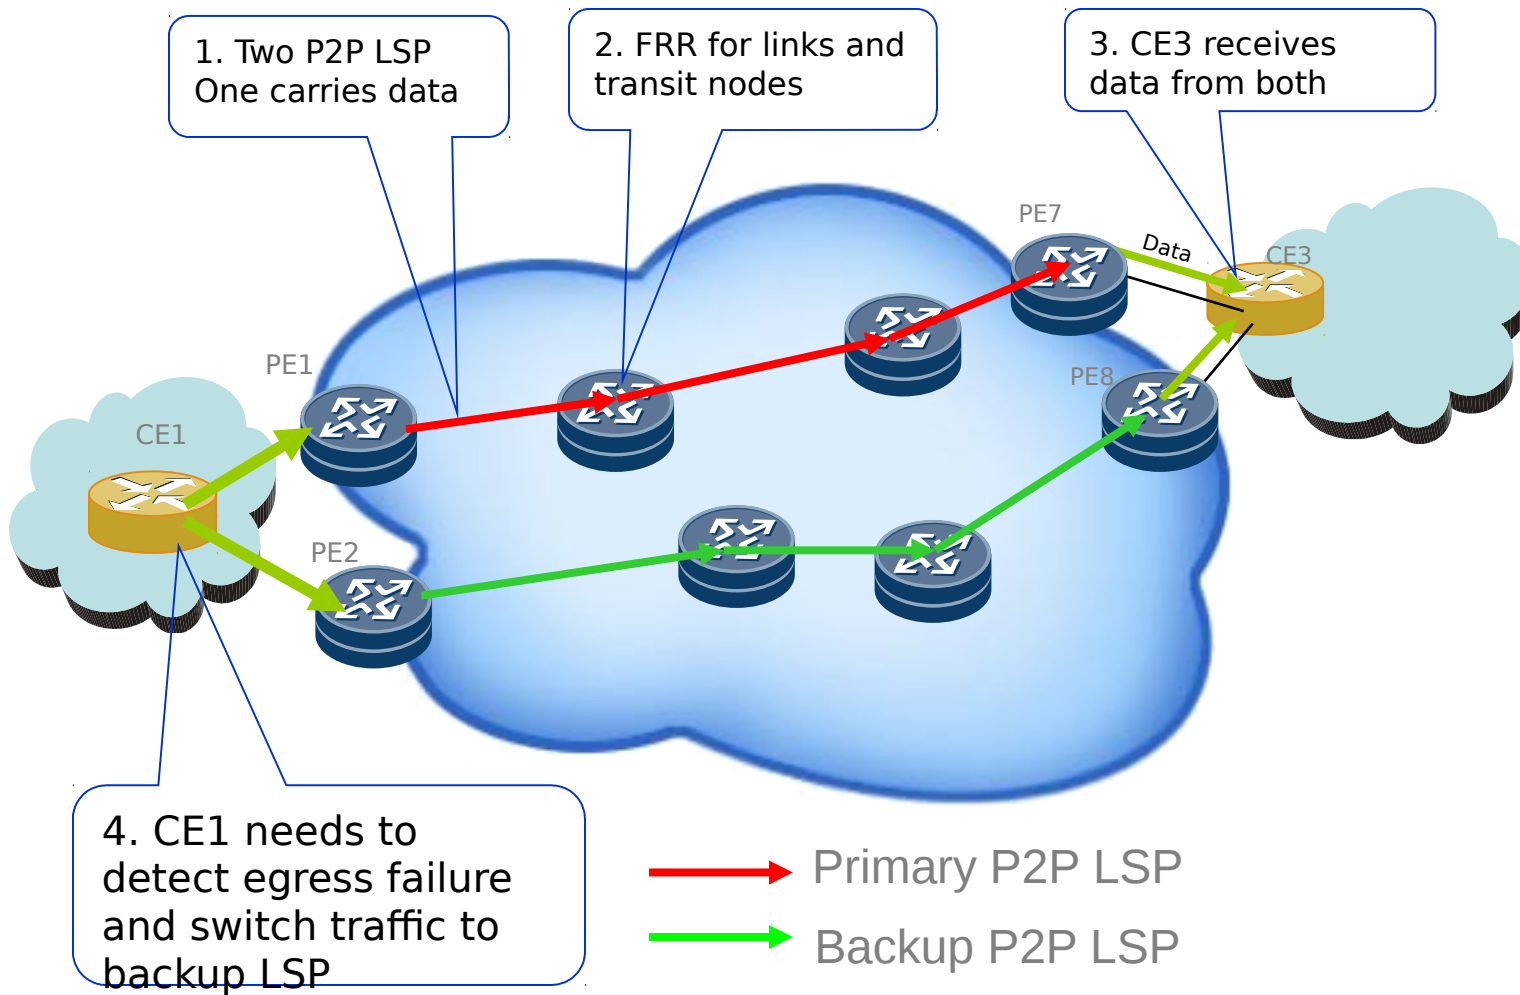 1. Two P2P LSP
One carries data
2. FRR for links and
transit nodes
3. CE3 receives
data from both
PE7
Data
CE3
PE1
PE8
CE1
PE2
4. CE1 needs to
detect egress failure
and switch traffic to
backup LSP
Primary P2P LSP
Backup P2P LSP